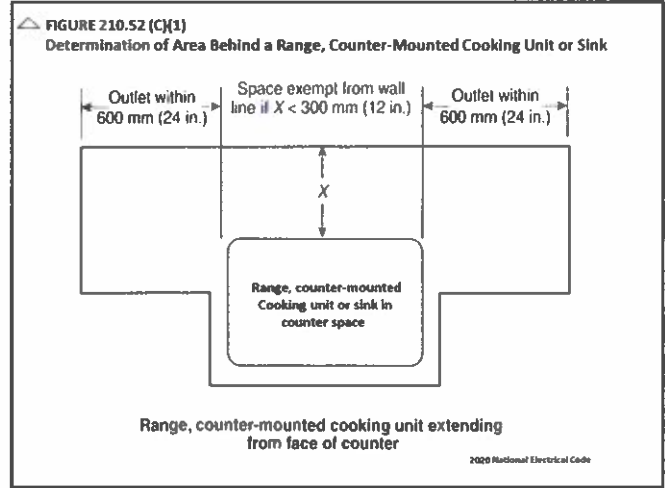 FIGURE 210.52 (C)(1)
Determination of Area Behind a Range, Counter-Mounted Cooking Unit or Sink
Outlet within
600 mm (24 in.)
Space exempt from wall
line if X < 300 mm (12 in.)
Outlet within
600 mm (24 in.)
X
Range, counter-mounted
Cooking unit or sink in
counter space
Range, counter-mounted cooking unit extending
from face of counter
2020 National Electrical Code